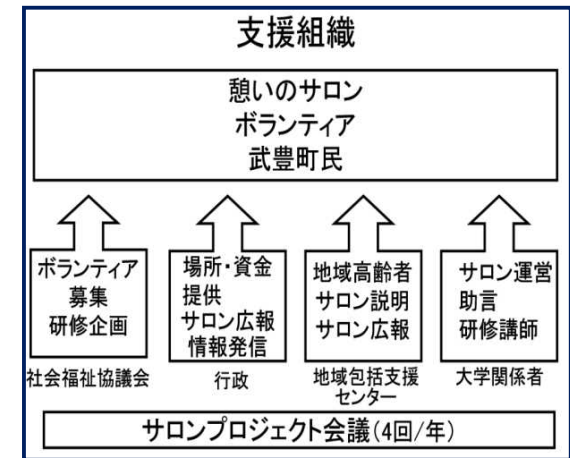 支援組織
憩いのサロン
ボランティア
武豊町民
ボランティア
募集
研修企画
社会福祉協議会
場所・資金
提供
サロン広報
情報発信
行政
地域高齢者
サロン説明
サロン広報
地域包括支援
センター
サロン運営
助言
研修講師
大学関係者
サロンプロジェクト会議(4回/年)